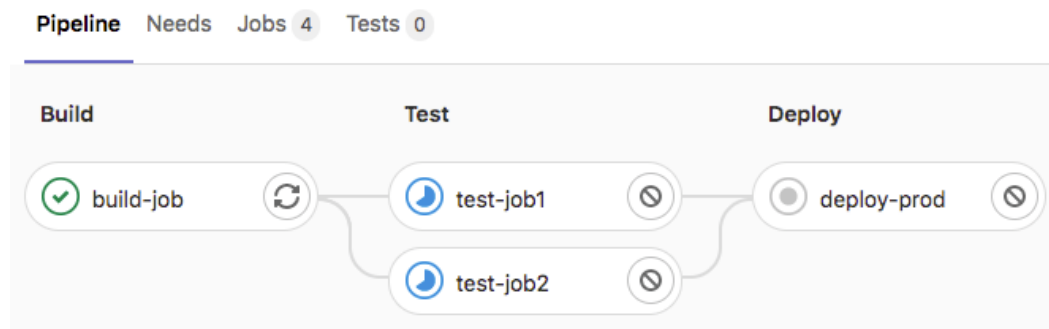 Pipeline Needs Jobs 4 Tests 0
Build Test Deploy
build-job test-job1 deploy-prod
test-job2